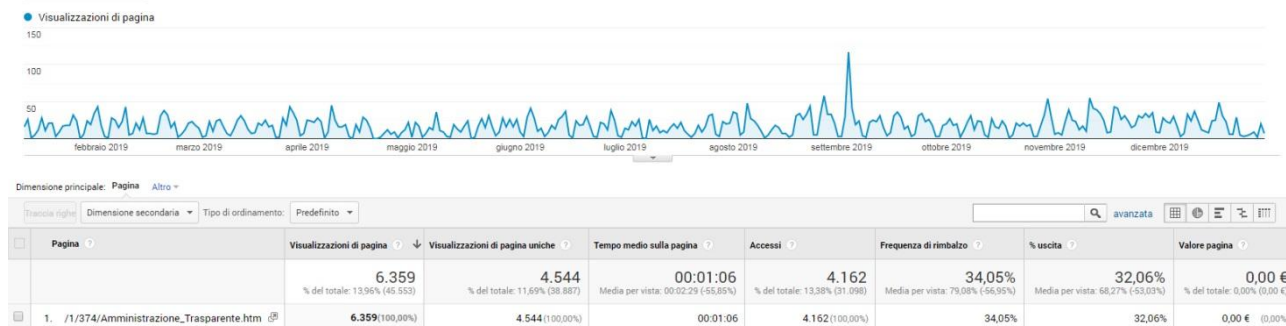 Visualizzazioni di pagina
150
100
50
febbraio 2019 marzo 2019 aprile 2019 maggio 2019 giugno 2019 luglio 2019 agosto 2019 settembre 2019 ottobre 2019 novembre 2019 dicembre 2019
Dimensione principale: Pagina Altro
Traccia righe Dimensione secondaria Tipo di ordinamento: Predefinito avanzata
Pagina ? Visualizzazioni di pagina ? Visualizzazioni di pagina uniche ? Tempo medio sulla pagina ? Accessi ? Frequenza di rimbalzo ? % uscita ? Valore pagina ?
6.359 4.544 00:01:06 4.162 34,05% 32,06% 0,00 €
% del totale: 13,96% (45.553) % del totale: 11,69% (38.887) Media per vista: 00:02:29 (-55,85%) % del totale: 13,38% (31.098) Media per vista: 79,08% (-56,95%) Media per vista: 68,27% (-53,03%) % del totale: 0,00% (0,00 €
1. /1/374/Amministrazione_Trasparente.htm 6.359 (100,00%) 4.544 (100,00%) 00:01:06 4.162 (100,00%) 34,05% 32,06% 0,00 € (0,00%